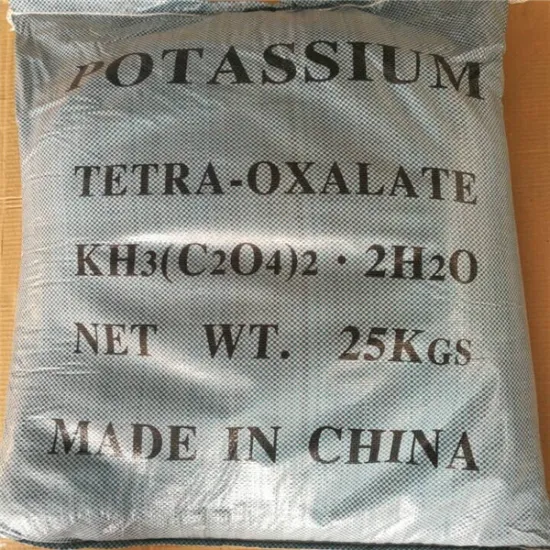 POTASSIUM
TETRA-OXALATE
KH3(C2O4)2 · 2H2O
NET WT. 25KGS
MADE IN CHINA